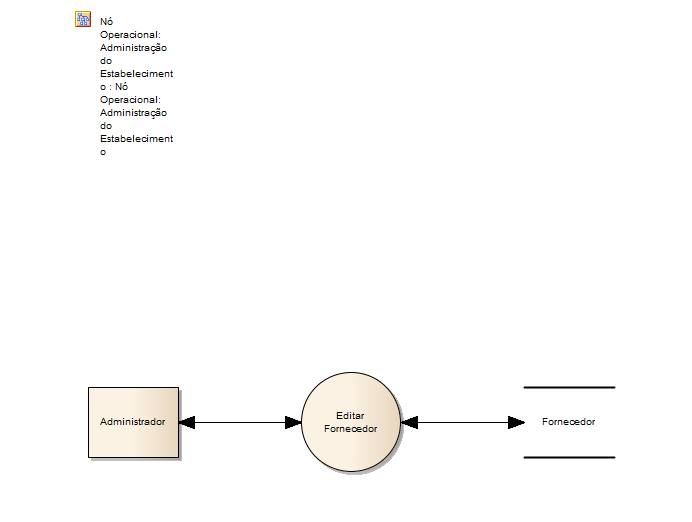 Nó
Operacional:
Administração
do
Estabeleciment
o : Nó
Operacional:
Administração
do
Estabeleciment
o
Administrador
Editar
Fornecedor
Fornecedor